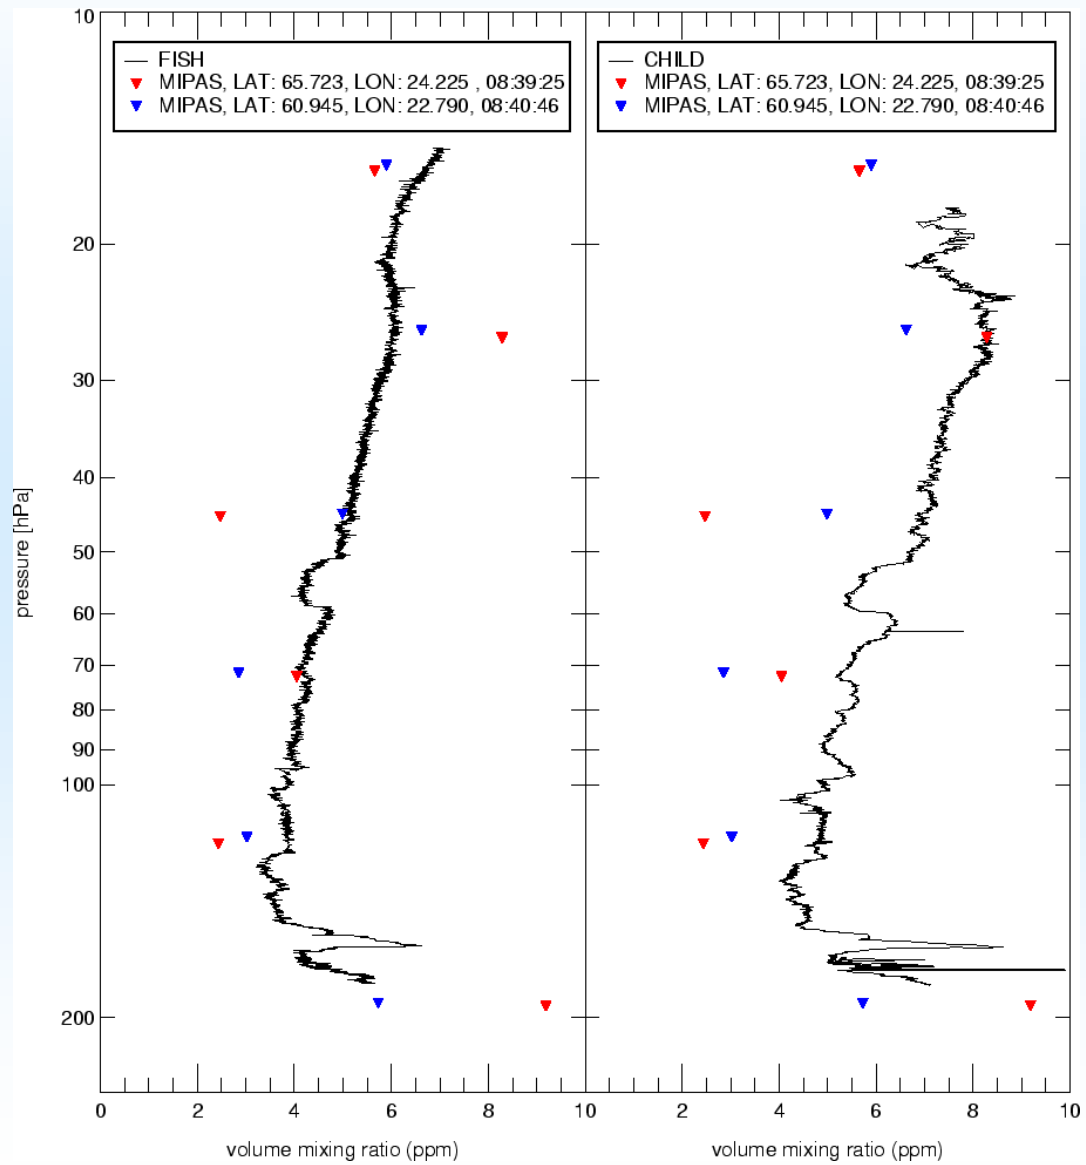 FISH
MIPAS, LAT: 65.723, LON: 24.225 , 08:39:25
MIPAS, LAT: 60.945, LON: 22.790, 08:40:46
CHILD
MIPAS, LAT: 65.723, LON: 24.225, 08:39:25
MIPAS, LAT: 60.945, LON: 22.790, 08:40:46
pressure [hPa]
10
20
30
40
50
60
70
80
90
100
200
0 2 4 6 8 10 2 4 6 8 10
volume mixing ratio (ppm) volume mixing ratio (ppm)